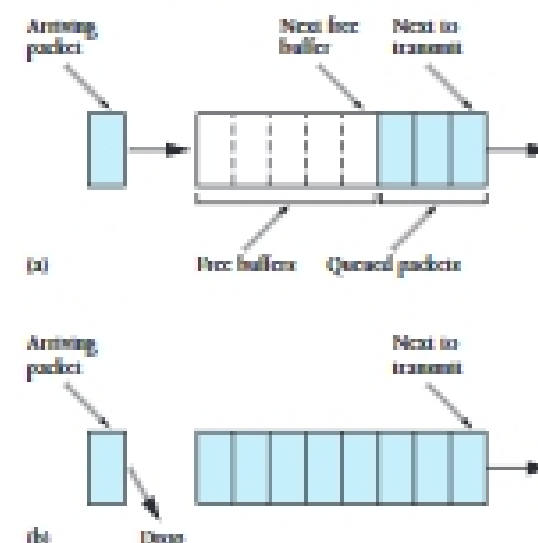 Arriving
packet
Next free
buffer
Next to
transmit
Free buffers
Queued packets
(a)
Arriving
packet
Next to
transmit
(b)
Drop